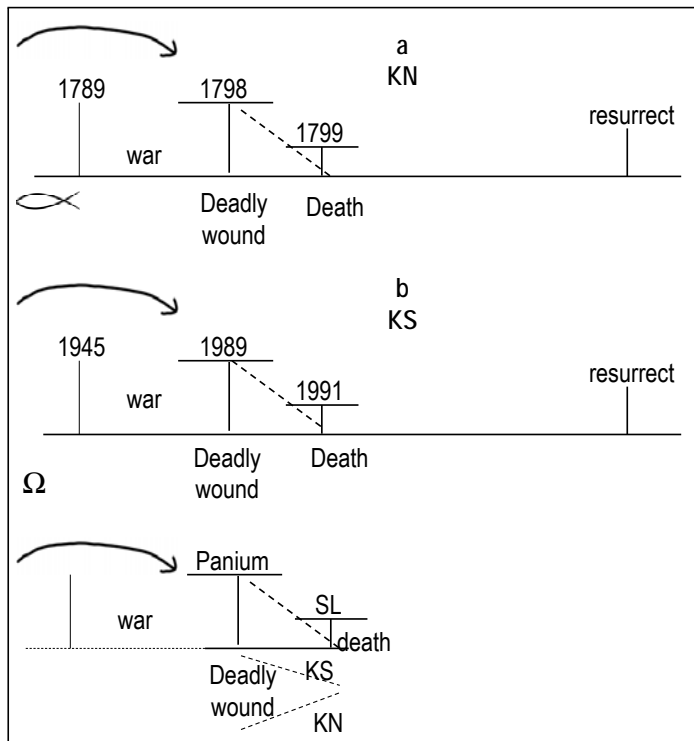 a
KN
1789
1798
1799
resurrect
war
Deadly
wound
Death
b
KS
1945
1989
1991
resurrect
war
Deadly
wound
Death
Ω
Panium
SL
war
death
Deadly
wound
KS
KN